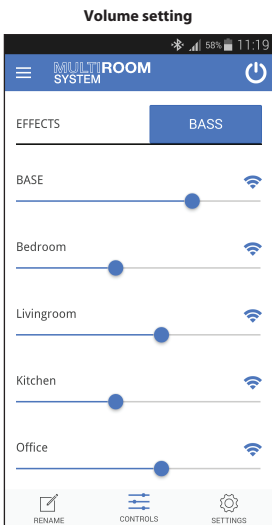 Volume setting
58% 11:19
MULTIROOM
SYSTEM
EFFECTS BASS
BASE
Bedroom
Livingroom
Kitchen
Office
RENAME CONTROLS SETTINGS